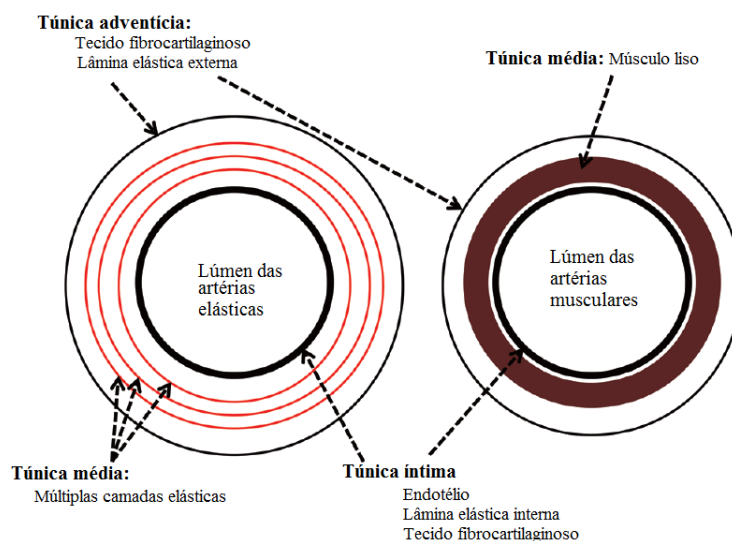 Túnica adventícia:
Tecido fibrocartilaginoso
Lâmina elástica externa
Túnica média: Músculo liso
Lúmen das
artérias
elásticas
Lúmen das
artérias
musculares
Túnica média:
Múltiplas camadas elásticas
Túnica íntima
Endotélio
Lâmina elástica interna
Tecido fibrocartilaginoso